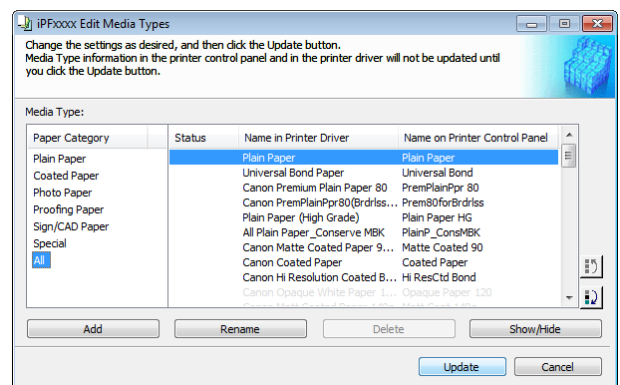 iPFxxxx Edit Media Types
Change the settings as desired, and then click the Update button.
Media Type information in the printer control panel and in the printer driver will not be updated until
you click the Update button.
Media Type:
Paper Category Status Name in Printer Driver Name on Printer Control Panel
Plain Paper Plain Paper Plain Paper
Coated Paper Universal Bond Paper Universal Bond
Photo Paper Canon Premium Plain Paper 80 PremPlainPpr 80
Proofing Paper Canon PremPlainPpr80(Brdrlss... Prem80forBrdrlss
Sign/CAD Paper Plain Paper (High Grade) Plain Paper HG
Special All Plain Paper_Conserve MBK PlainP_ConsMBK
All Canon Matte Coated Paper 9... Matte Coated 90
Canon Coated Paper Coated Paper
Canon Hi Resolution Coated B... Hi ResCtd Bond
Canon Opaque White Paper 1... Opaque Paper 120
Add Rename Delete Show/Hide
Update Cancel